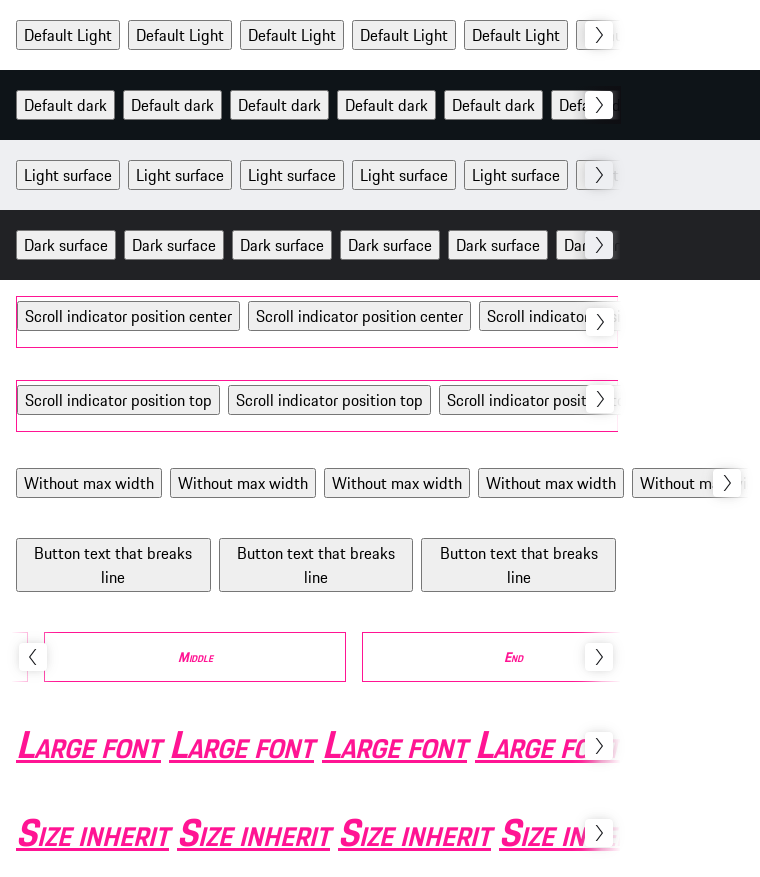 Default Light Default Light Default Light Default Light Default Light
Default dark Default dark Default dark Default dark Default dark
Light surface Light surface Light surface Light surface Light surface
Dark surface Dark surface Dark surface Dark surface Dark surface
Scroll indicator position center Scroll indicator position center Scroll indicator
Scroll indicator position top Scroll indicator position top Scroll indicator
Without max width Without max width Without max width Without max width Without
Button text that breaks line Button text that breaks line Button text that breaks line
Middle End
Large font Large font Large font Large
Size inherit Size inherit Size inherit Size